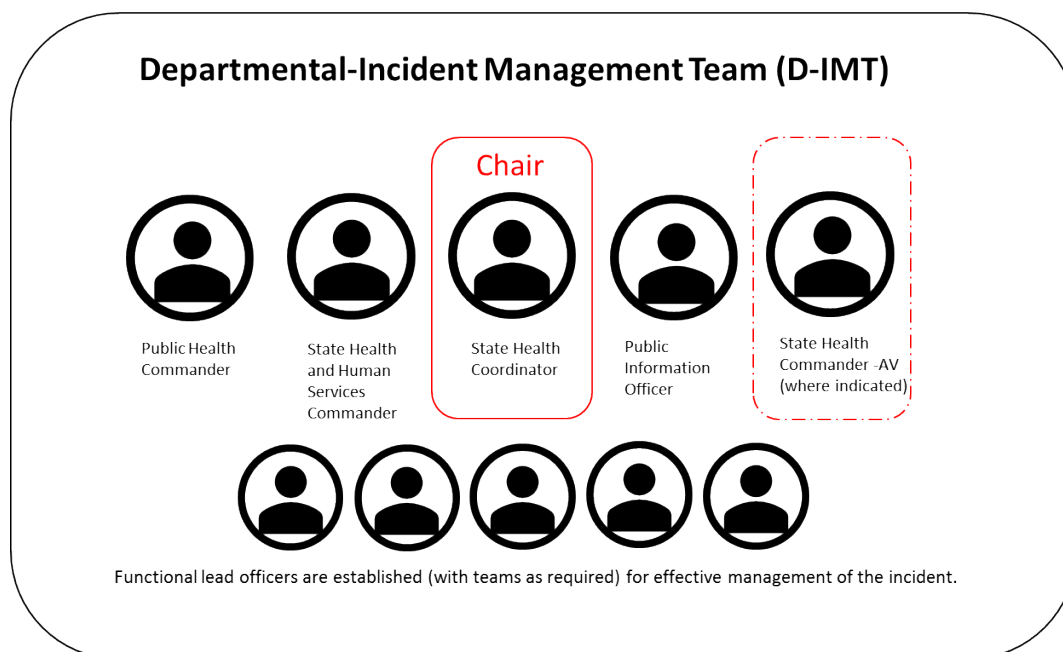 Departmental-Incident Management Team (D-IMT)
Chair
Public Health
Commander
State Health
and Human
Services
Commander
State Health
Coordinator
Public
Information
Officer
State Health
Commander -AV
(where indicated)
Functional lead officers are established (with teams as required) for effective management of the incident.